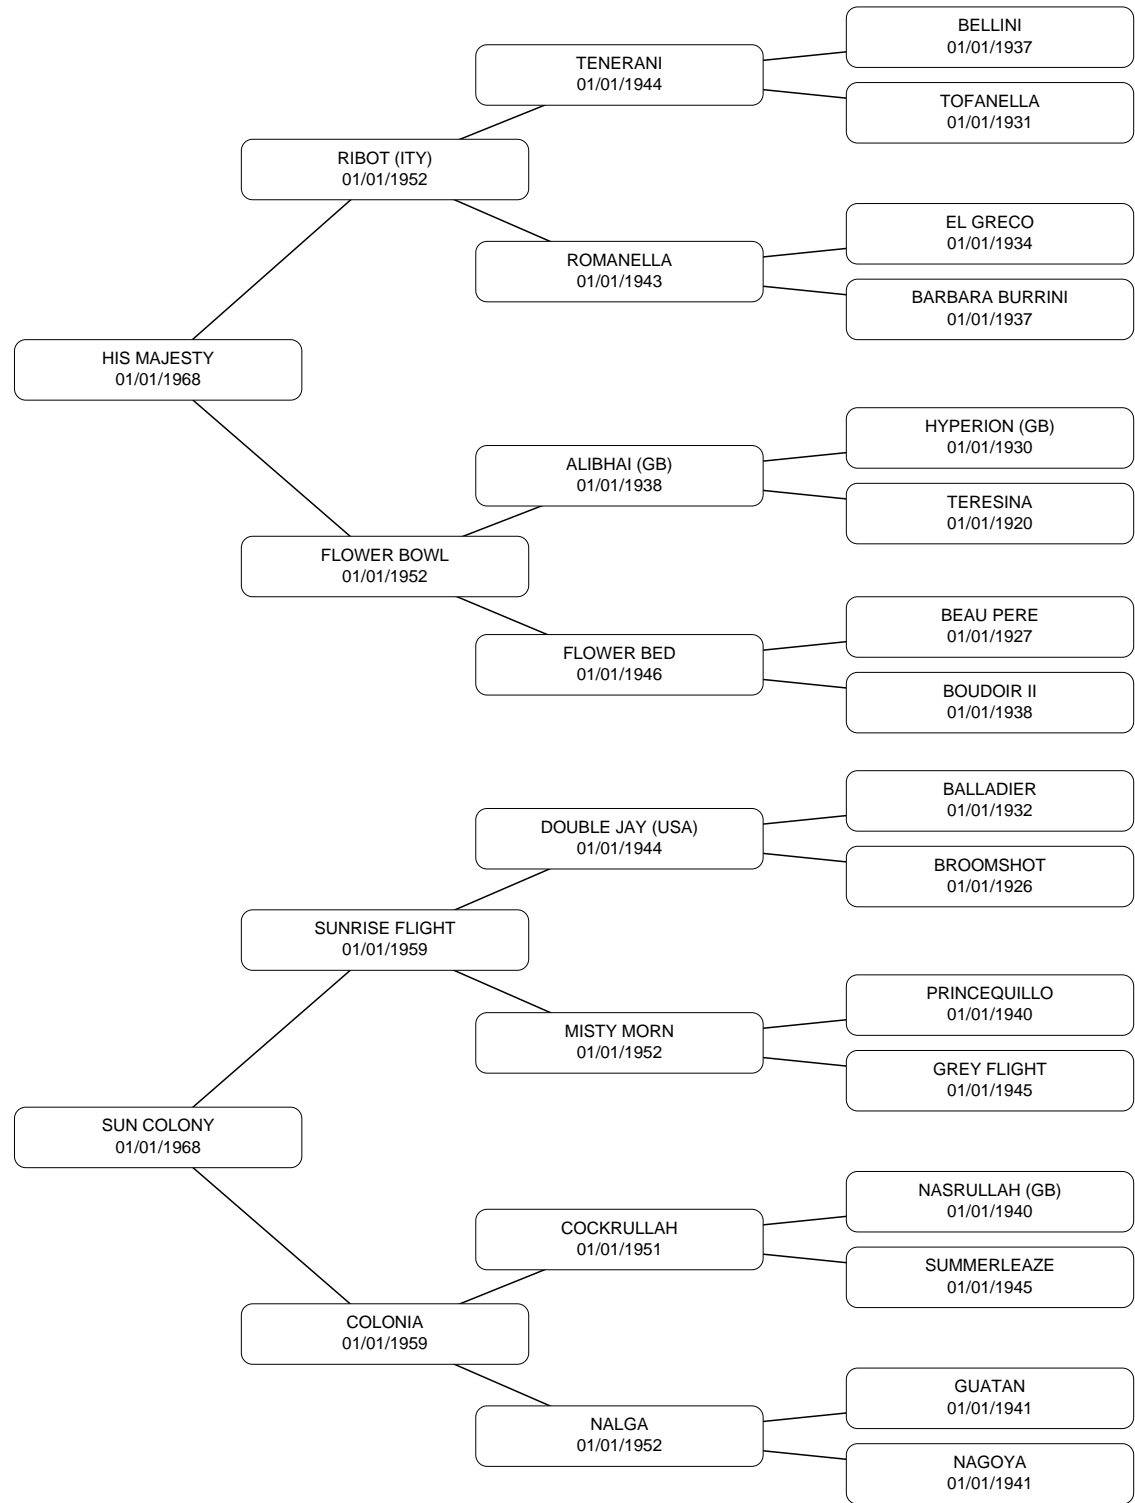 BELLINI
01/01/1937
TENERANI
01/01/1944
TOFANELLA
01/01/1931
RIBOT (ITY)
01/01/1952
EL GRECO
01/01/1934
ROMANELLA
01/01/1943
BARBARA BURRINI
01/01/1937
HIS MAJESTY
01/01/1968
HYPERION (GB)
01/01/1930
ALIBHAI (GB)
01/01/1938
TERESINA
01/01/1920
FLOWER BOWL
01/01/1952
BEAU PERE
01/01/1927
FLOWER BED
01/01/1946
BOUDOIR II
01/01/1938
BALLADIER
01/01/1932
DOUBLE JAY (USA)
01/01/1944
BROOMSHOT
01/01/1926
SUNRISE FLIGHT
01/01/1959
PRINCEQUILLO
01/01/1940
MISTY MORN
01/01/1952
GREY FLIGHT
01/01/1945
SUN COLONY
01/01/1968
NASRULLAH (GB)
01/01/1940
COCKRULLAH
01/01/1951
SUMMERLEAZE
01/01/1945
COLONIA
01/01/1959
GUATAN
01/01/1941
NALGA
01/01/1952
NAGOYA
01/01/1941